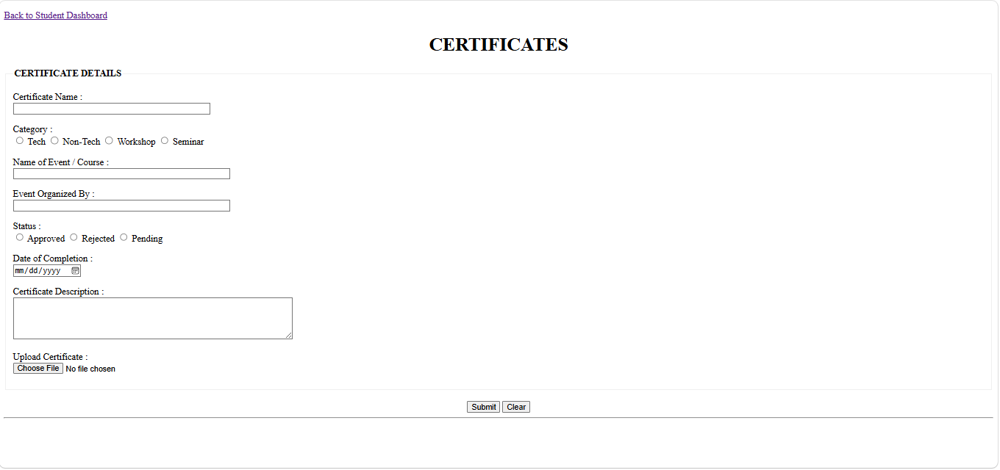 Back to Student Dashboard
CERTIFICATES
CERTIFICATE DETAILS
Certificate Name :
Category :
Tech Non-Tech Workshop Seminar
Name of Event / Course :
Event Organized By :
Status :
Approved Rejected Pending
Date of Completion :
mm/dd/yyyy
Certificate Description :
Upload Certificate :
Choose File No file chosen
Submit Clear